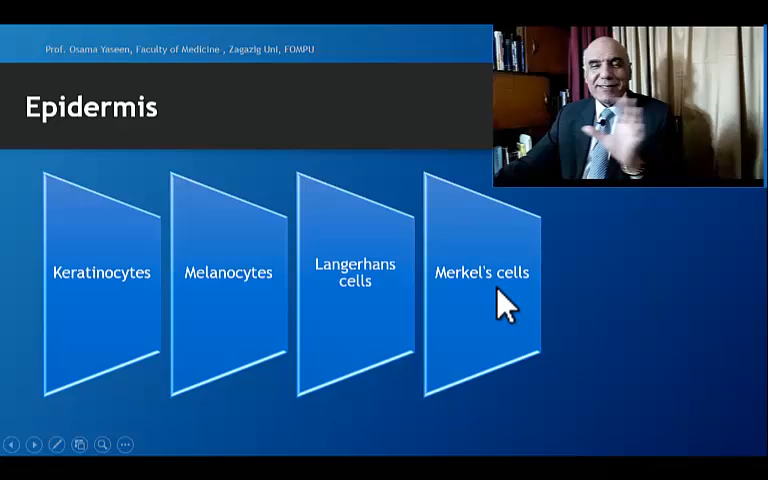 Prof. Osama Yaseen, Faculty of Medicine , Zagazig Uni, FOMPU
Epidermis
Keratinocytes
Melanocytes
Langerhans
cells
Merkel's cells